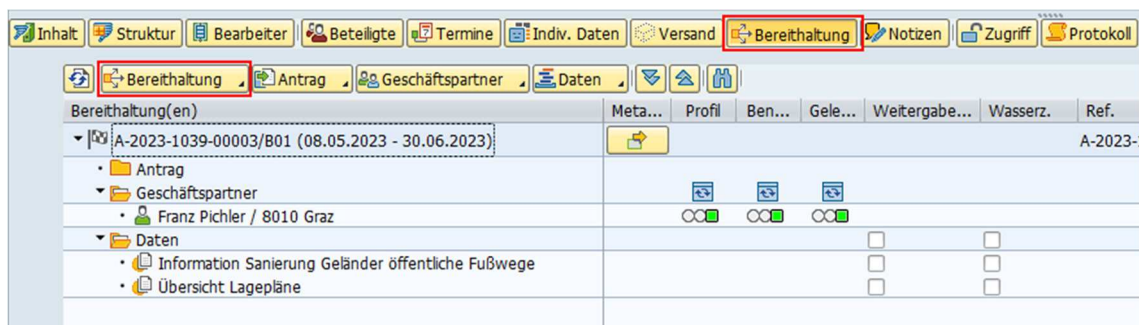 Inhalt Struktur Bearbeiter Beteiligte Termine Indiv. Daten Versand Bereithaltung Notizen Zugriff Protokoll
Bereithaltung Antrag Geschäftspartner Daten
Bereithaltung(en) Meta... Profil Ben... Gele... Weitergabe... Wasserz. Ref.
A-2023-1039-00003/B01 (08.05.2023 - 30.06.2023) A-2023-
Antrag
Geschäftspartner
Franz Pichler / 8010 Graz
Daten
Information Sanierung Geländer öffentliche Fußwege
Übersicht Lagepläne